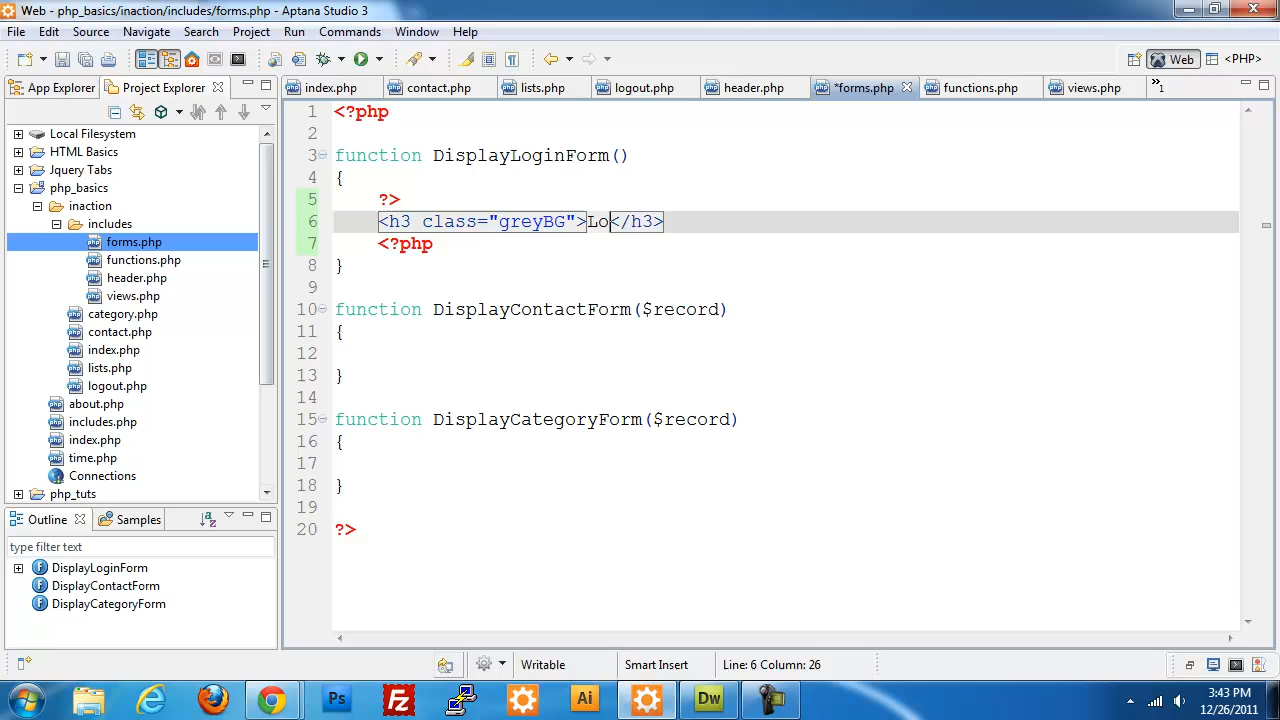 Web - php_basics/inaction/includes/forms.php - Aptana Studio 3
File Edit Source Navigate Search Project Run Commands Window Help
Web <PHP>
App Explorer Project Explorer
index.php contact.php lists.php logout.php header.php *forms.php functions.php views.php »1
Local Filesystem
HTML Basics
Jquery Tabs
php_basics
inaction
includes
forms.php
functions.php
header.php
views.php
category.php
contact.php
index.php
lists.php
logout.php
about.php
includes.php
index.php
time.php
Connections
php_tuts
Outline Samples
type filter text
DisplayLoginForm
DisplayContactForm
DisplayCategoryForm
1 <?php
2
3 function DisplayLoginForm()
4 {
5 ?>
6 <h3 class="greyBG">Lo</h3>
7 <?php
8 }
9
10 function DisplayContactForm($record)
11 {
12
13 }
14
15 function DisplayCategoryForm($record)
16 {
17
18 }
19
20 ?>
Writable Smart Insert Line: 6 Column: 26
Ps Fz Ai Dw
3:43 PM
12/26/2011